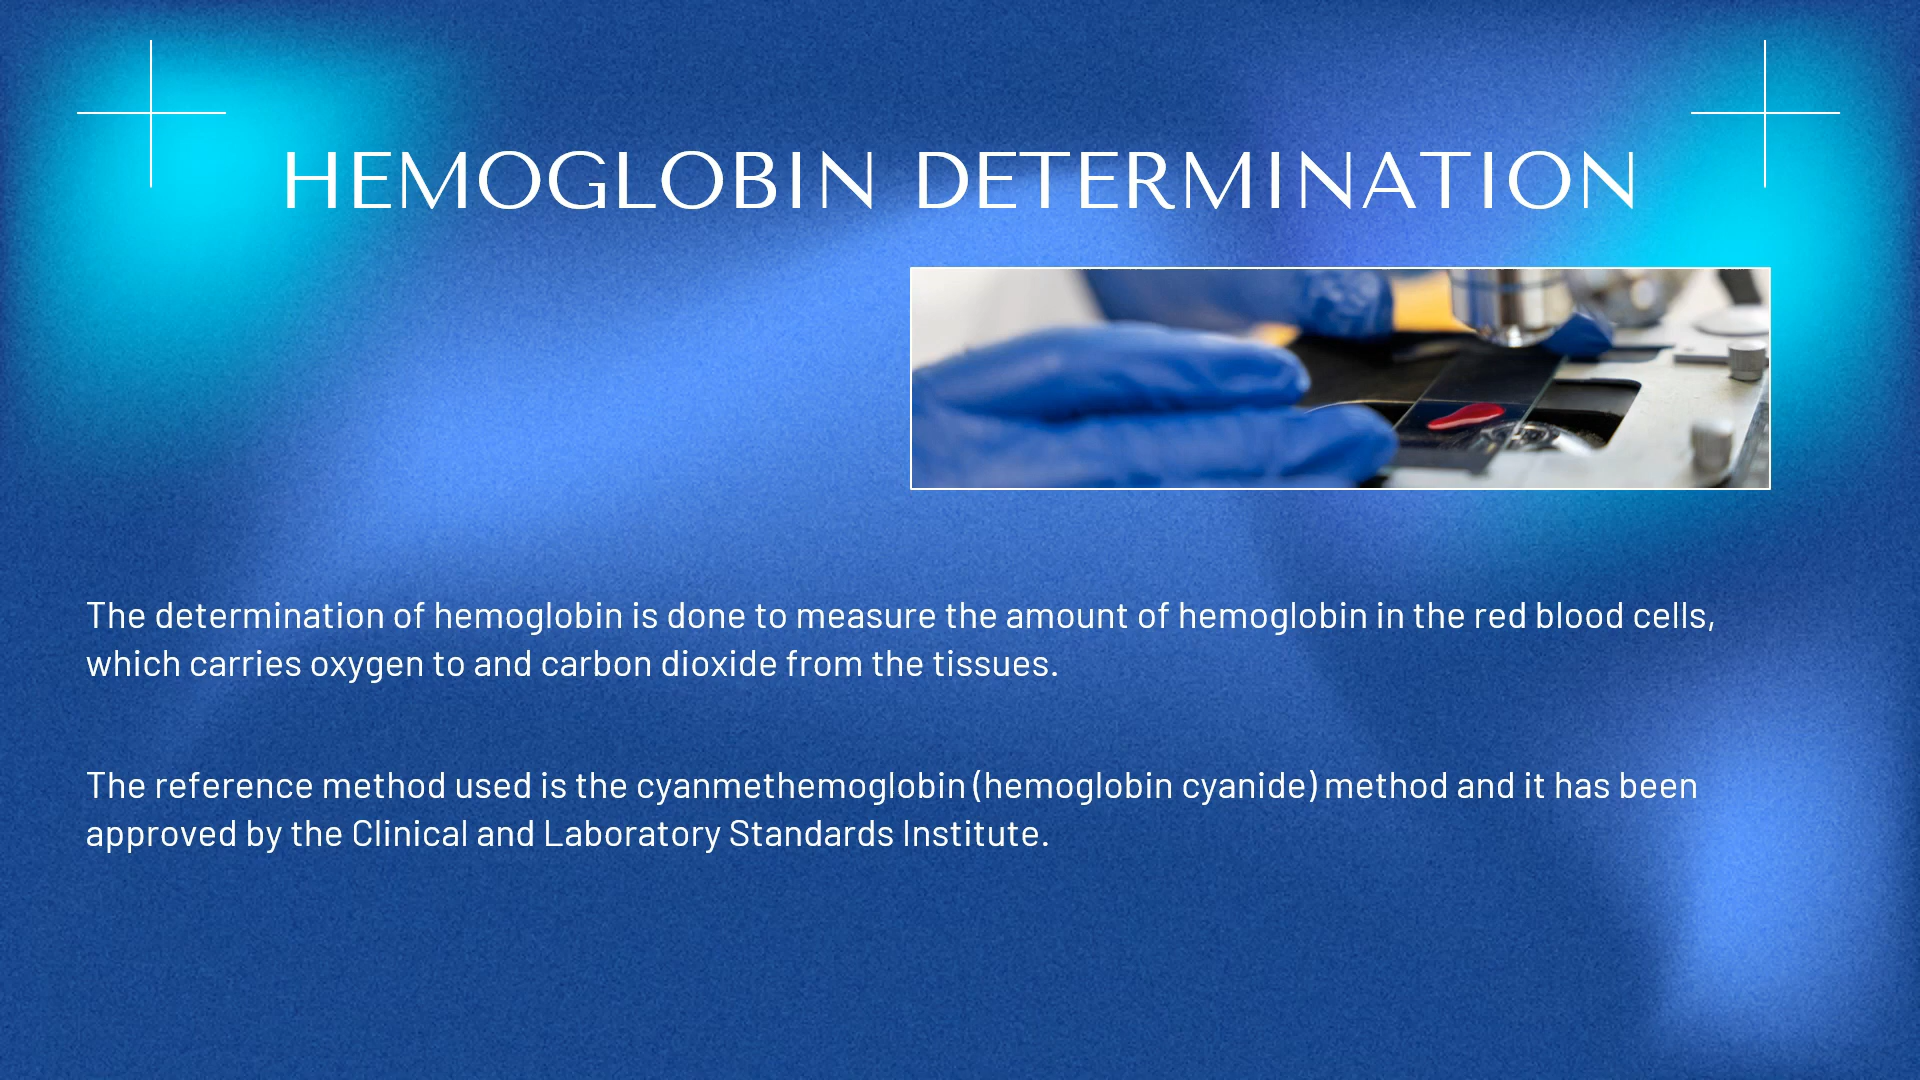 HEMOGLOBIN DETERMINATION
The determination of hemoglobin is done to measure the amount of hemoglobin in the red blood cells,
which carries oxygen to and carbon dioxide from the tissues.
The reference method used is the cyanmethemoglobin (hemoglobin cyanide) method and it has been
approved by the Clinical and Laboratory Standards Institute.